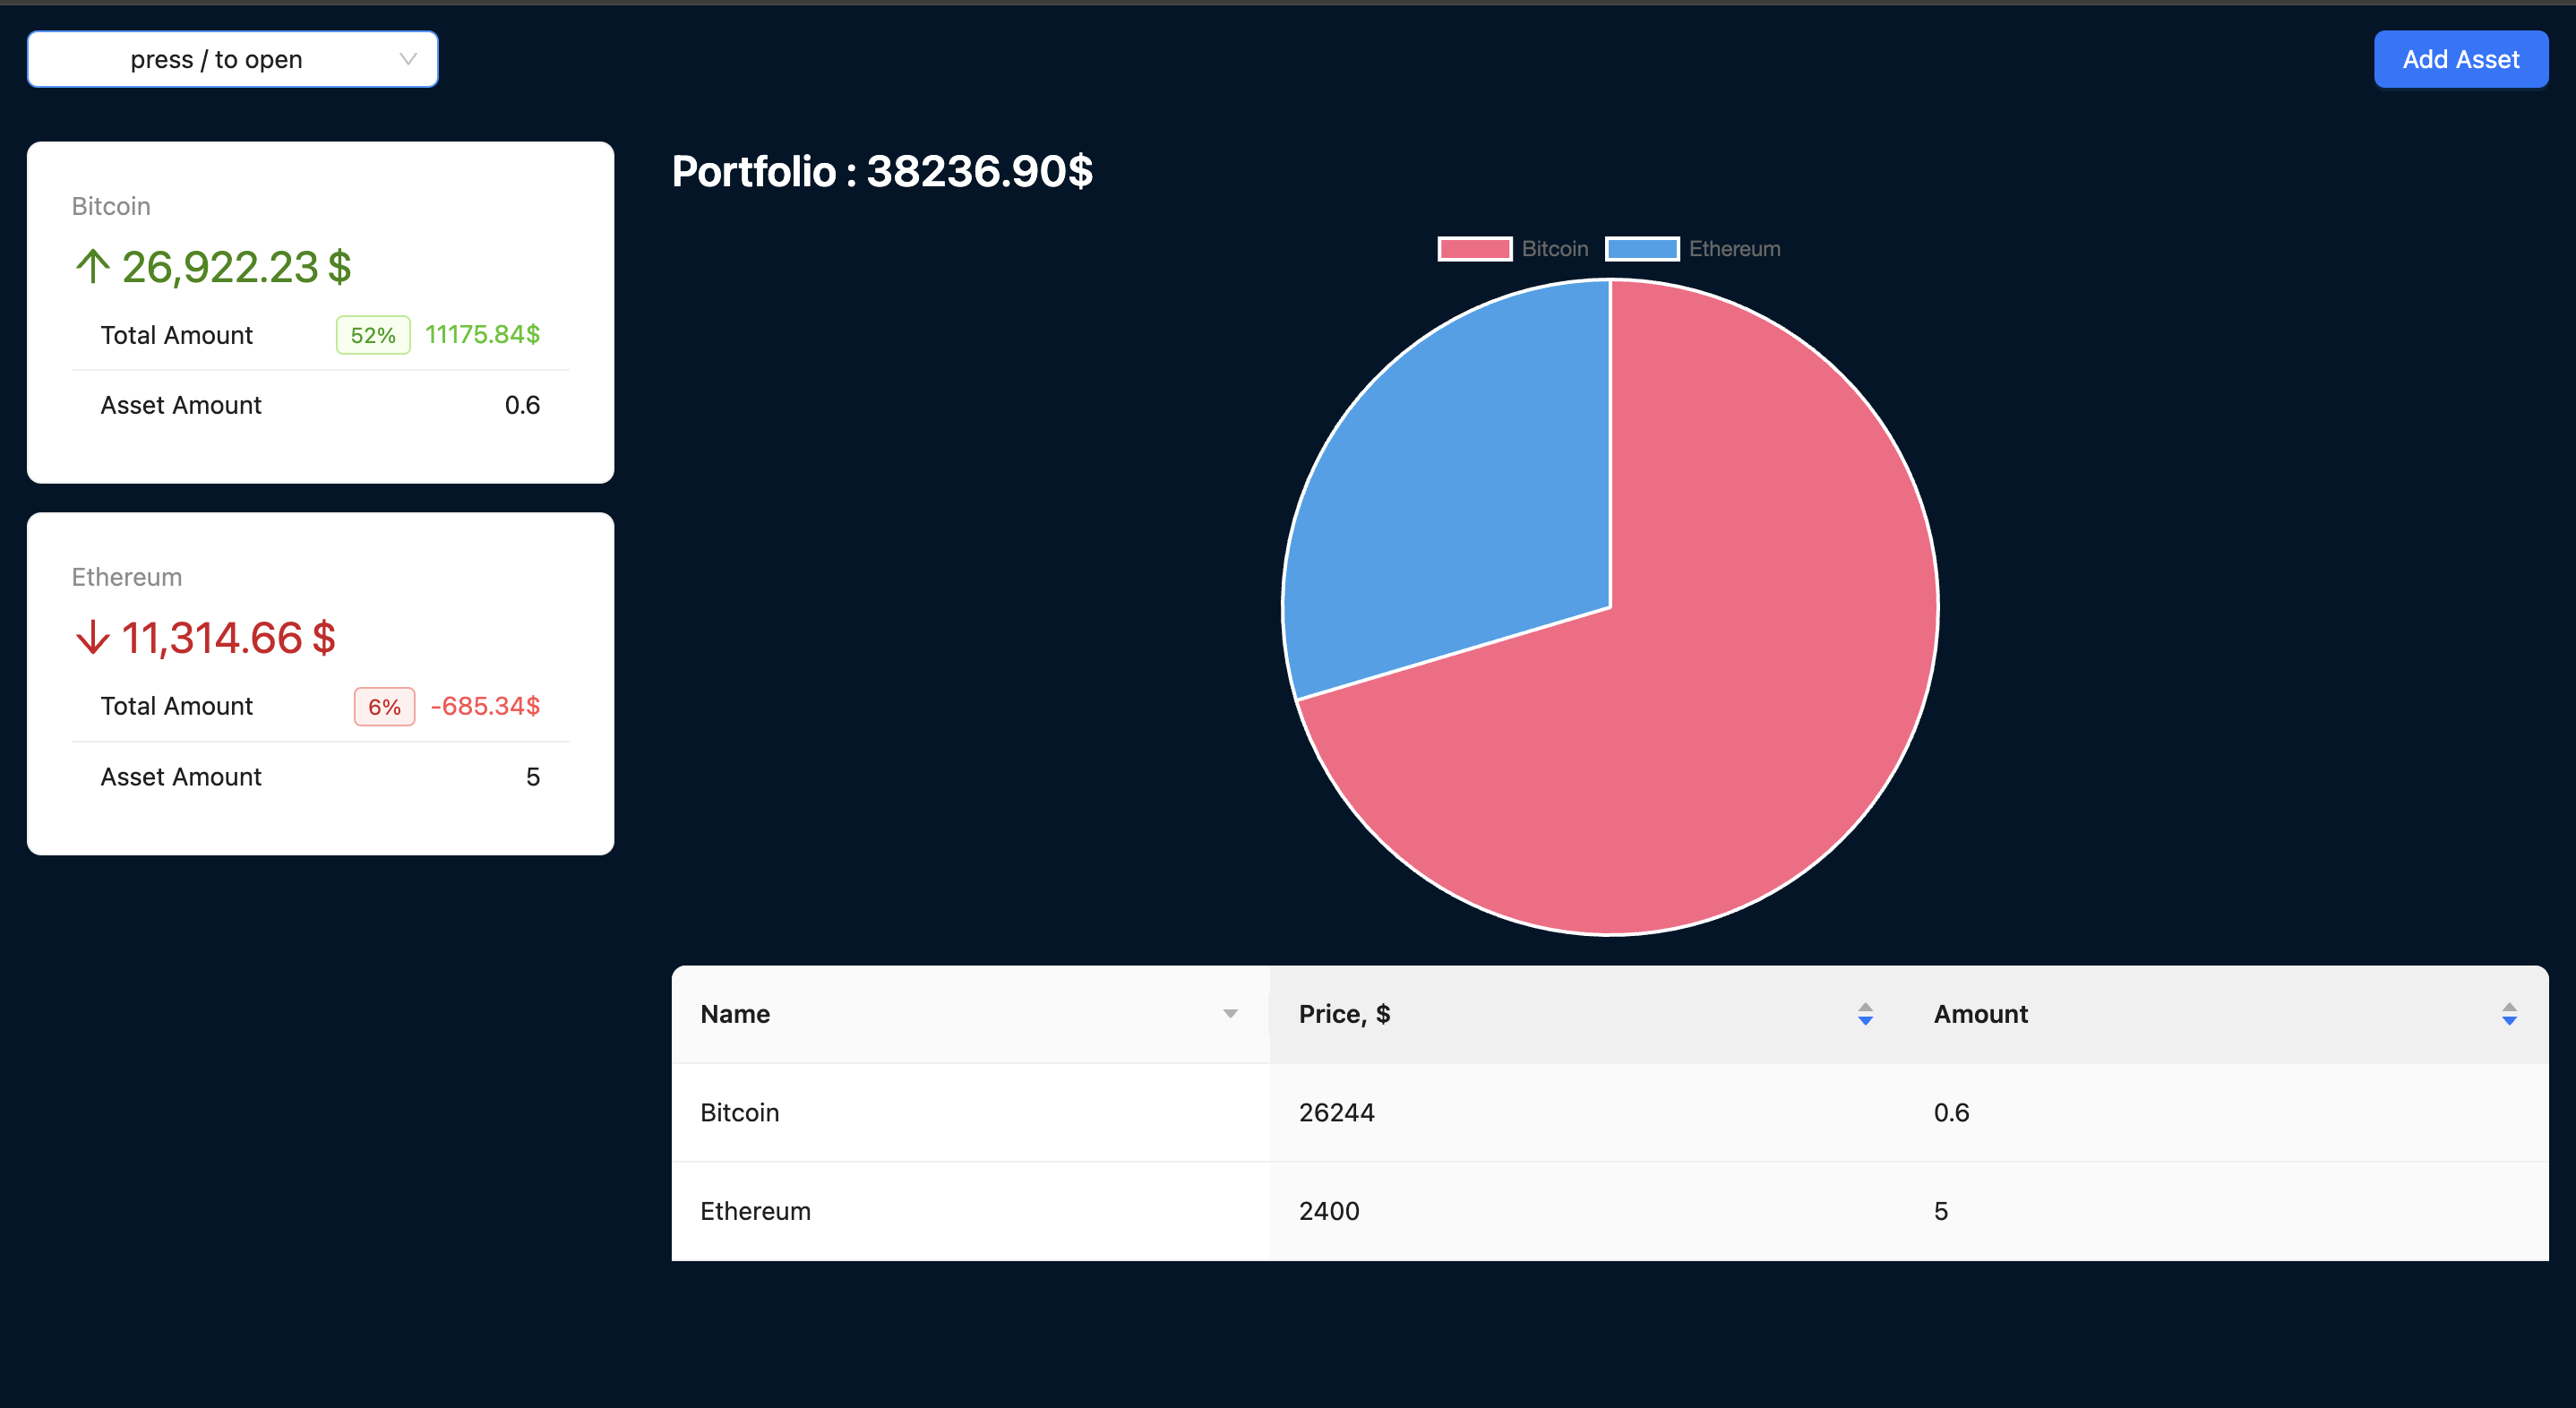 press / to open
Add Asset
Bitcoin
26,922.23 $
Total Amount 52% 11175.84$
Asset Amount 0.6
Ethereum
11,314.66 $
Total Amount 6% -685.34$
Asset Amount 5
Portfolio : 38236.90$
Bitcoin Ethereum
Name Price, $ Amount
Bitcoin 26244 0.6
Ethereum 2400 5